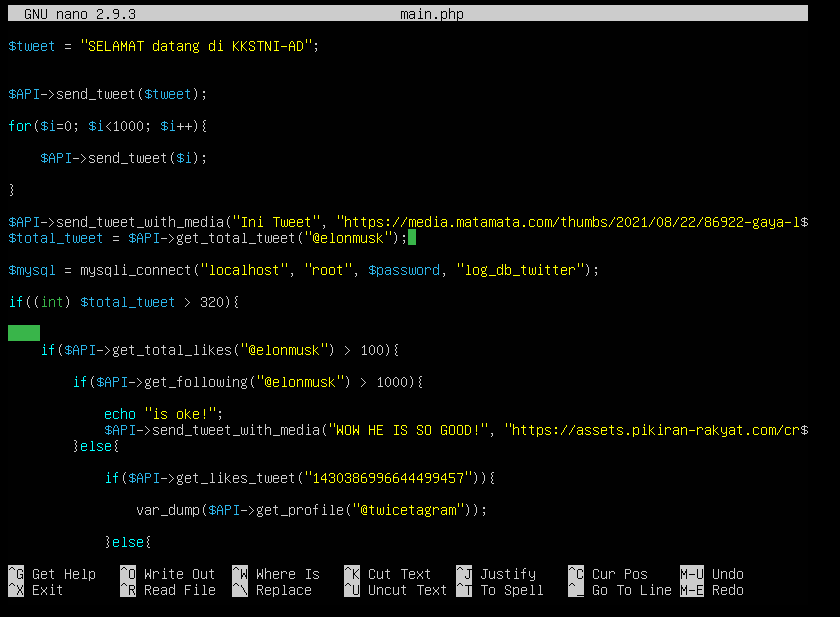 GNU nano 2.9.3 main.php
$tweet = "SELAMAT datang di KKSTNI-AD";
$API->send_tweet($tweet);
for($i=0; $i<1000; $i++){
$API->send_tweet($i);
}
$API->send_tweet_with_media("Ini Tweet", "https://media.matamata.com/thumbs/2021/08/22/86922-gaya-l$
$total_tweet = $API->get_total_tweet("@elonmusk");
$mysql = mysqli_connect("localhost", "root", $password, "log_db_twitter");
if((int) $total_tweet > 320){
if($API->get_total_likes("@elonmusk") > 100){
if($API->get_following("@elonmusk") > 1000){
echo "is oke!";
$API->send_tweet_with_media("WOW HE IS SO GOOD!", "https://assets.pikiran-rakyat.com/cr$
}else{
if($API->get_likes_tweet("1430386996644499457")){
var_dump($API->get_profile("@twicetagram"));
}else{
^G Get Help ^O Write Out ^W Where Is ^K Cut Text ^J Justify ^C Cur Pos M-U Undo
^X Exit ^R Read File ^\ Replace ^U Uncut Text ^T To Spell ^_ Go To Line M-E Redo